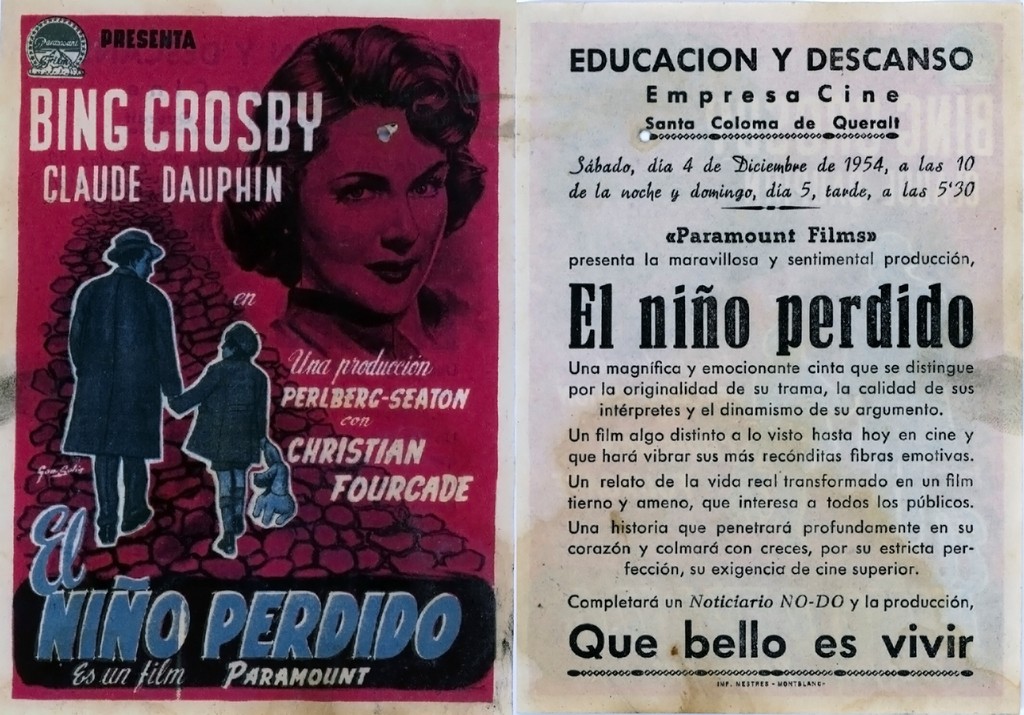 Paramount
Films
PRESENTA
BING CROSBY
CLAUDE DAUPHIN
en
Una producción
PERLBERG-SEATON
con
CHRISTIAN
FOURCADE
El
NIÑO PERDIDO
Es un film PARAMOUNT
EDUCACION Y DESCANSO
Empresa Cine
Santa Coloma de Queralt
Sábado, día 4 de Diciembre de 1954, a las 10
de la noche y domingo, día 5, tarde, a las 5'30
«Paramount Films»
presenta la maravillosa y sentimental producción,
El niño perdido
Una magnífica y emocionante cinta que se distingue
por la originalidad de su trama, la calidad de sus
intérpretes y el dinamismo de su argumento.
Un film algo distinto a lo visto hasta hoy en cine y
que hará vibrar sus más recónditas fibras emotivas.
Un relato de la vida real transformado en un film
tierno y ameno, que interesa a todos los públicos.
Una historia que penetrará profundamente en su
corazón y colmará con creces, por su estricta per-
fección, su exigencia de cine superior.
Completará un Noticiario NO-DO y la producción,
Que bello es vivir
IMP. MESTRES - MONTBLANC-